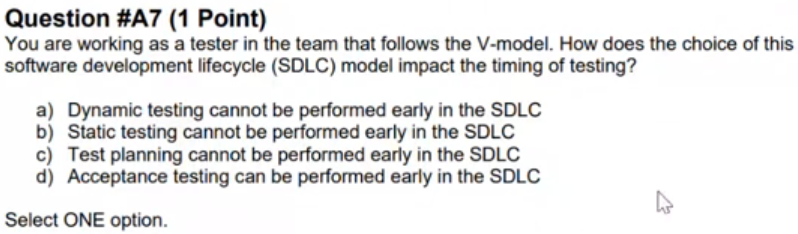 Question #A7 (1 Point)
You are working as a tester in the team that follows the V-model. How does the choice of this
software development lifecycle (SDLC) model impact the timing of testing?
a) Dynamic testing cannot be performed early in the SDLC
b) Static testing cannot be performed early in the SDLC
c) Test planning cannot be performed early in the SDLC
d) Acceptance testing can be performed early in the SDLC
Select ONE option.